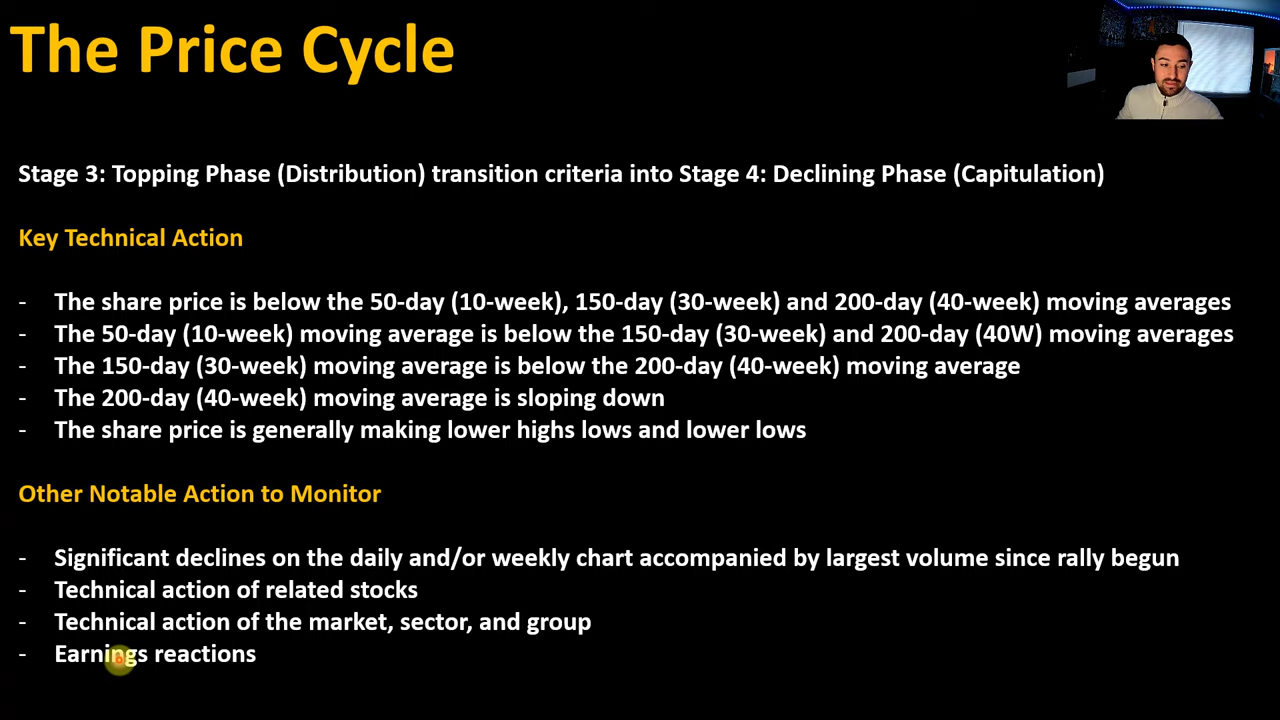 The Price Cycle
Stage 3: Topping Phase (Distribution) transition criteria into Stage 4: Declining Phase (Capitulation)
Key Technical Action
- The share price is below the 50-day (10-week), 150-day (30-week) and 200-day (40-week) moving averages
- The 50-day (10-week) moving average is below the 150-day (30-week) and 200-day (40W) moving averages
- The 150-day (30-week) moving average is below the 200-day (40-week) moving average
- The 200-day (40-week) moving average is sloping down
- The share price is generally making lower highs lows and lower lows
Other Notable Action to Monitor
- Significant declines on the daily and/or weekly chart accompanied by largest volume since rally begun
- Technical action of related stocks
- Technical action of the market, sector, and group
- Earnings reactions